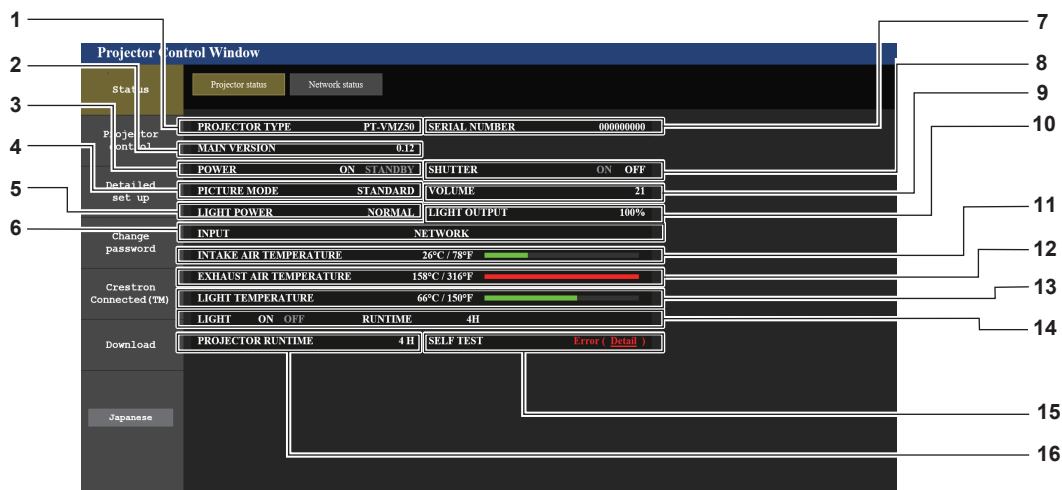 1
7
Projector Control Window
2
8
Status
Projector status
Network status
3
9
PROJECTOR TYPE PT-VMZ50 SERIAL NUMBER 000000000
Projector
control
10
MAIN VERSION 0.12
4
POWER ON STANDBY SHUTTER ON OFF
Detailed
set up
PICTURE MODE STANDARD VOLUME 21
5
LIGHT POWER NORMAL LIGHT OUTPUT 100%
11
6
INPUT NETWORK
Change
password
12
INTAKE AIR TEMPERATURE 26°C / 78°F
EXHAUST AIR TEMPERATURE 158°C / 316°F
13
Crestron
Connected(TM)
LIGHT TEMPERATURE 66°C / 150°F
LIGHT ON OFF RUNTIME 4H
14
Download
PROJECTOR RUNTIME 4 H SELF TEST Error ( Detail )
Japanese
15
16